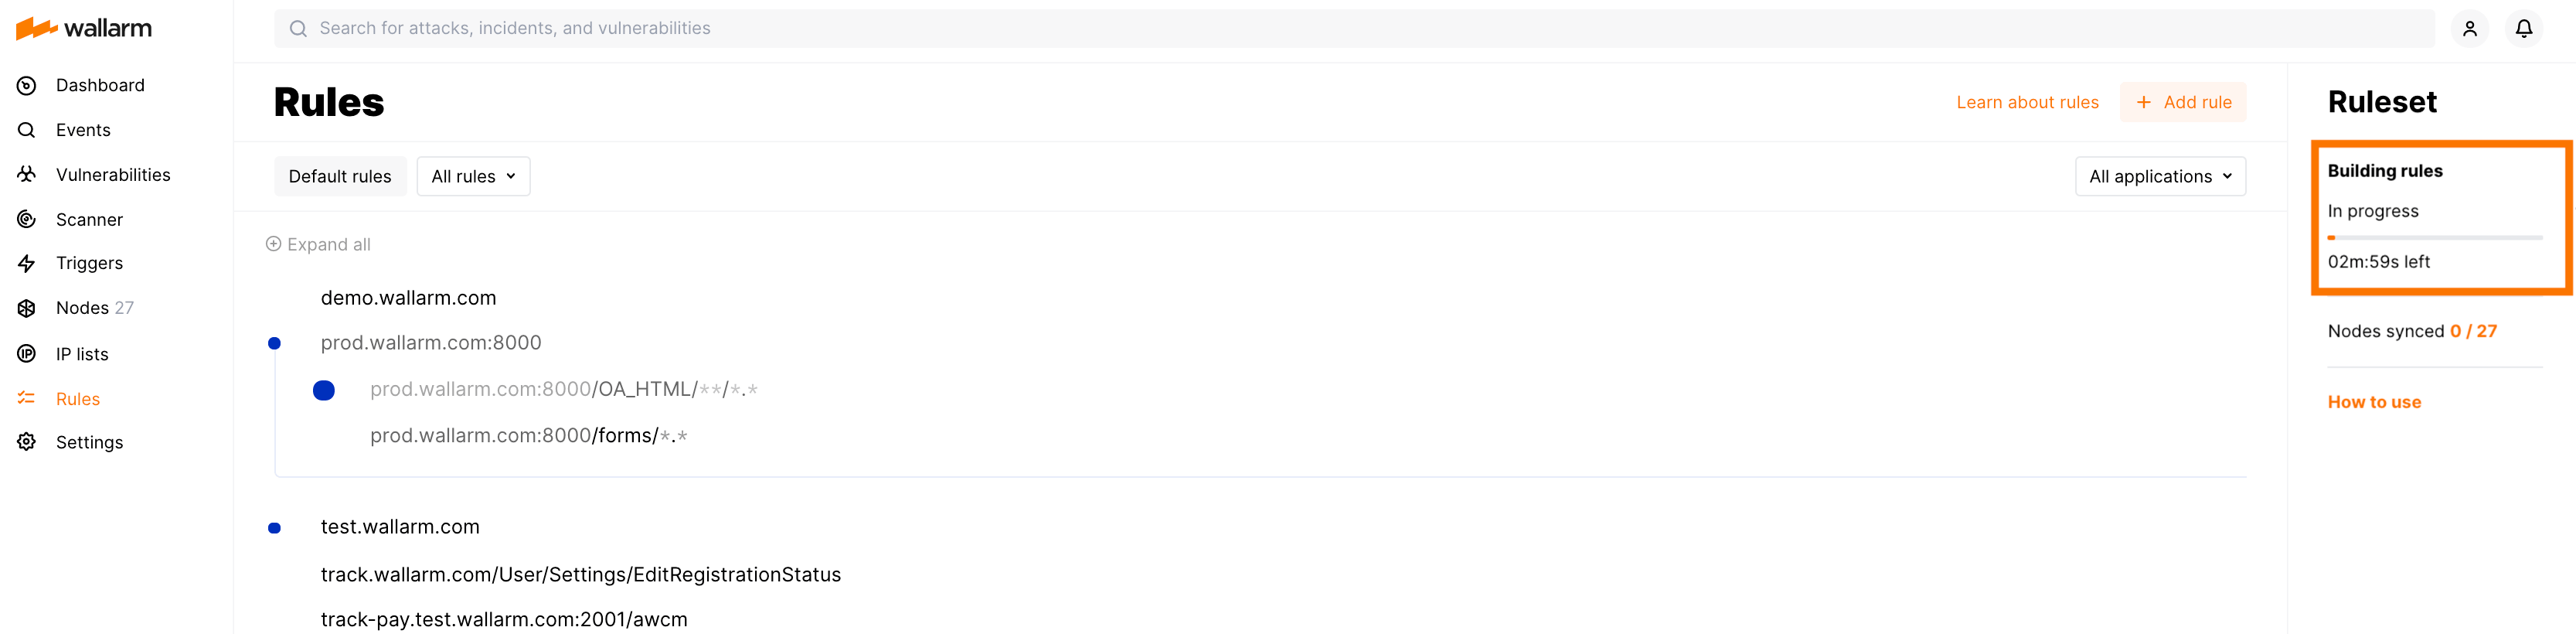 wallarm
Search for attacks, incidents, and vulnerabilities
Dashboard
Events
Vulnerabilities
Scanner
Triggers
Nodes 27
IP lists
Rules
Settings
Rules
Learn about rules
+ Add rule
Default rules
All rules
All applications
Expand all
demo.wallarm.com
prod.wallarm.com:8000
prod.wallarm.com:8000/OA_HTML/**/*.*
prod.wallarm.com:8000/forms/*.*
test.wallarm.com
track.wallarm.com/User/Settings/EditRegistrationStatus
track-pay.test.wallarm.com:2001/awcm
Ruleset
Building rules
In progress
02m:59s left
Nodes synced 0 / 27
How to use